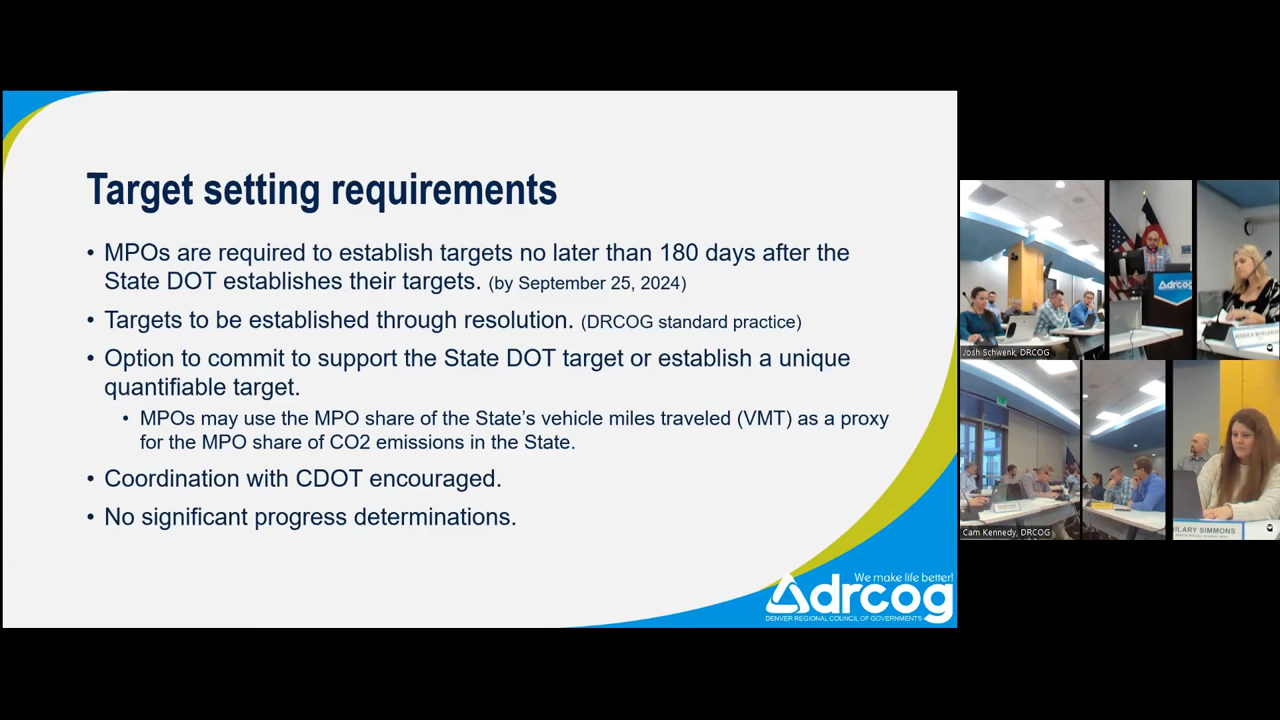 Target setting requirements
• MPOs are required to establish targets no later than 180 days after the
State DOT establishes their targets. (by September 25, 2024)
• Targets to be established through resolution. (DRCOG standard practice)
• Option to commit to support the State DOT target or establish a unique
quantifiable target.
• MPOs may use the MPO share of the State's vehicle miles traveled (VMT) as a proxy
for the MPO share of CO2 emissions in the State.
• Coordination with CDOT encouraged.
• No significant progress determinations.
We make life better!
drcog
DENVER REGIONAL COUNCIL OF GOVERNMENTS
drcog
Josh Schwenk, DRCOG
Cam Kennedy, DRCOG
HILARY SIMMONS